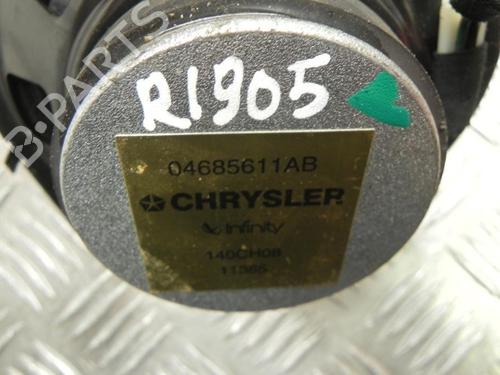 R1905
04685611AB
CHRYSLER
Infinity
140CH08
11365
B-PARTS